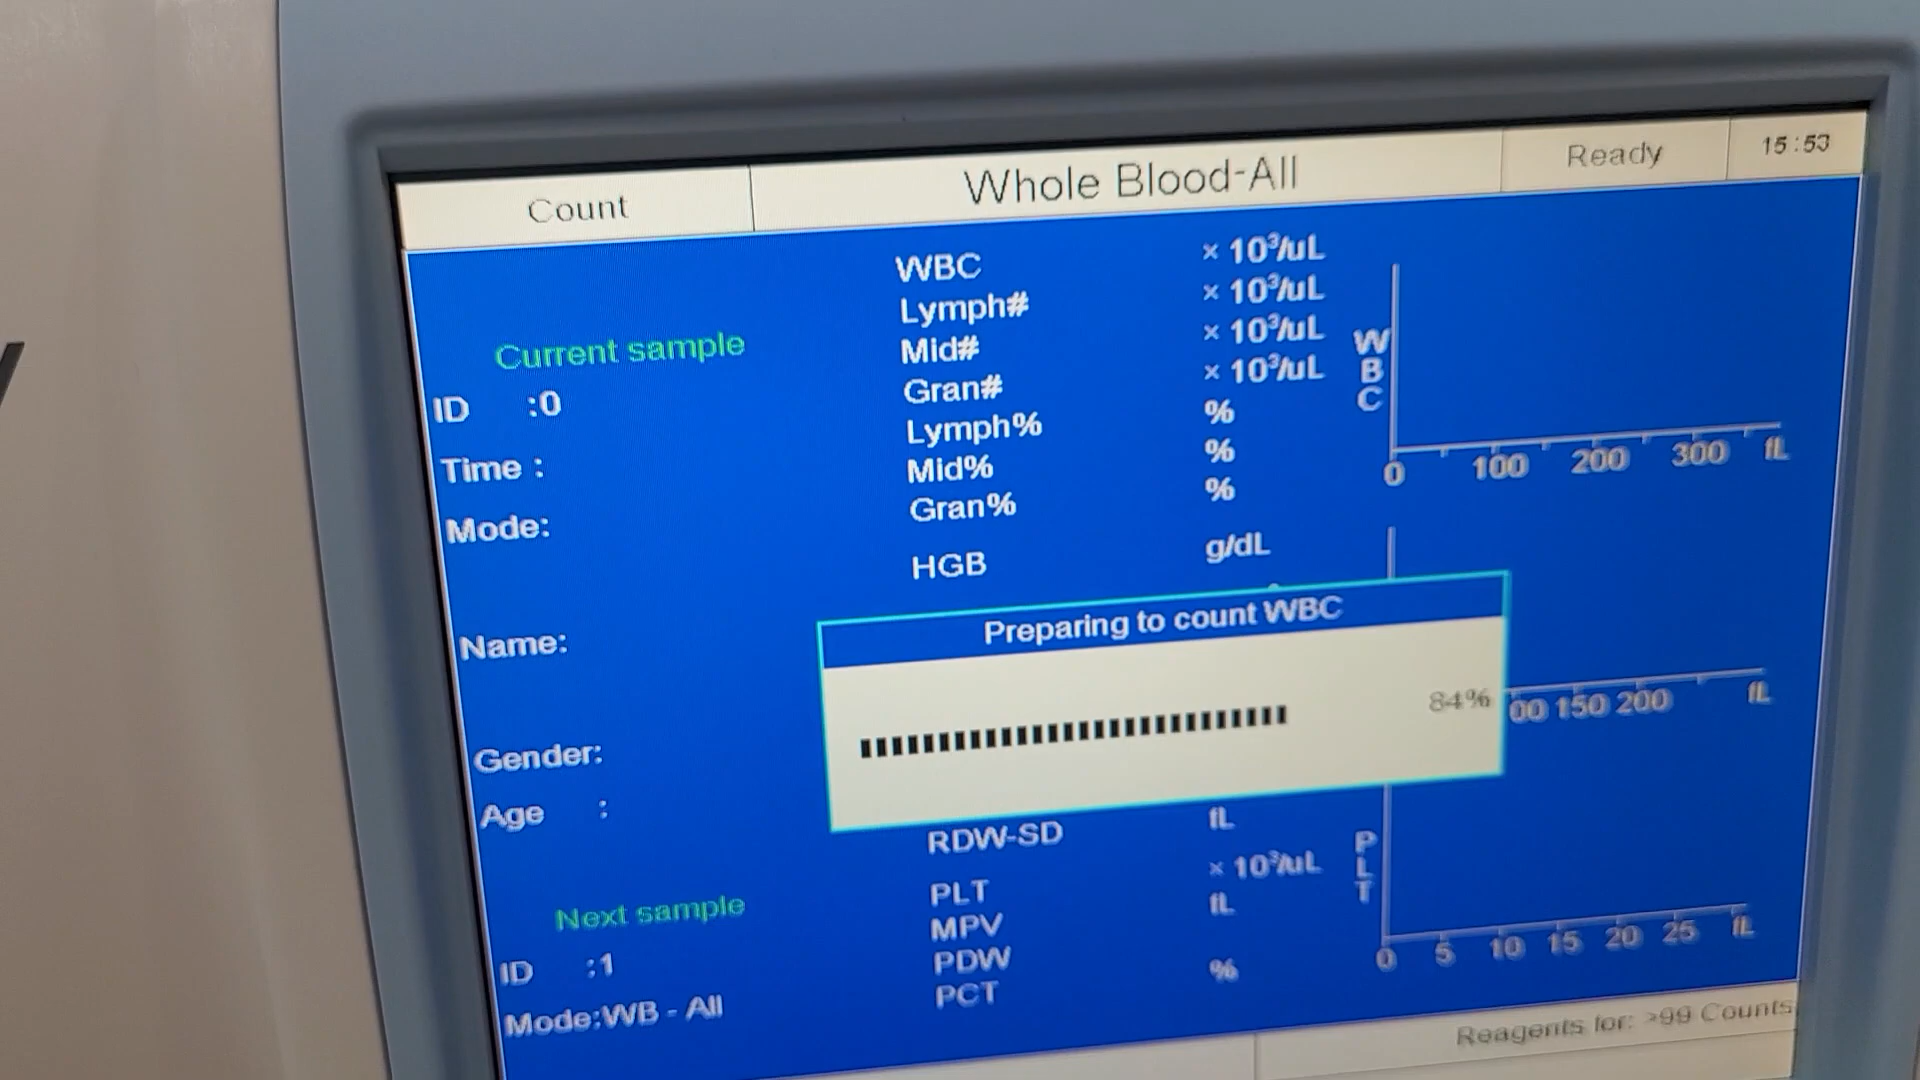 Count Whole Blood-All Ready 15:53
Current sample
ID :0
Time :
Mode:
Name:
Gender:
Age :
Next sample
ID :1
Mode:WB - All
WBC × 10³/uL
Lymph# × 10³/uL
Mid# × 10³/uL
Gran# × 10³/uL
Lymph% %
Mid% %
Gran% %
HGB g/dL
Preparing to count WBC
84%
RDW-SD fL
PLT × 10³/uL
MPV fL
PDW
PCT %
WBC
0 100 200 300 fL
00 150 200 fL
PLT
0 5 10 15 20 25 fL
Reagents for: >99 Counts